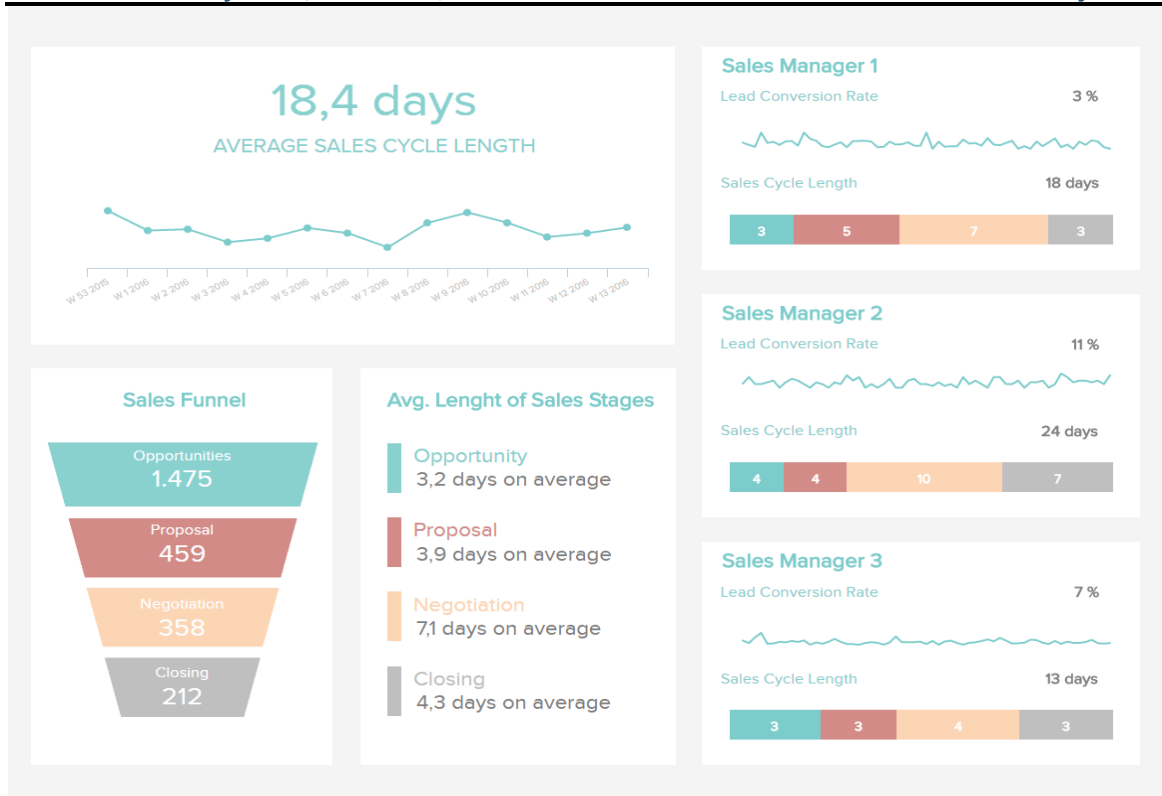 18,4 days
AVERAGE SALES CYCLE LENGTH
W 53 2015 W 1 2016 W 2 2016 W 3 2016 W 4 2016 W 5 2016 W 6 2016 W 7 2016 W 8 2016 W 9 2016 W 10 2016 W 11 2016 W 12 2016 W 13 2016
Sales Funnel
Opportunities
1.475
Proposal
459
Negotiation
358
Closing
212
Avg. Lenght of Sales Stages
Opportunity
3,2 days on average
Proposal
3,9 days on average
Negotiation
7,1 days on average
Closing
4,3 days on average
Sales Manager 1
Lead Conversion Rate 3 %
Sales Cycle Length 18 days
3 5 7 3
Sales Manager 2
Lead Conversion Rate 11 %
Sales Cycle Length 24 days
4 4 10 7
Sales Manager 3
Lead Conversion Rate 7 %
Sales Cycle Length 13 days
3 3 4 3